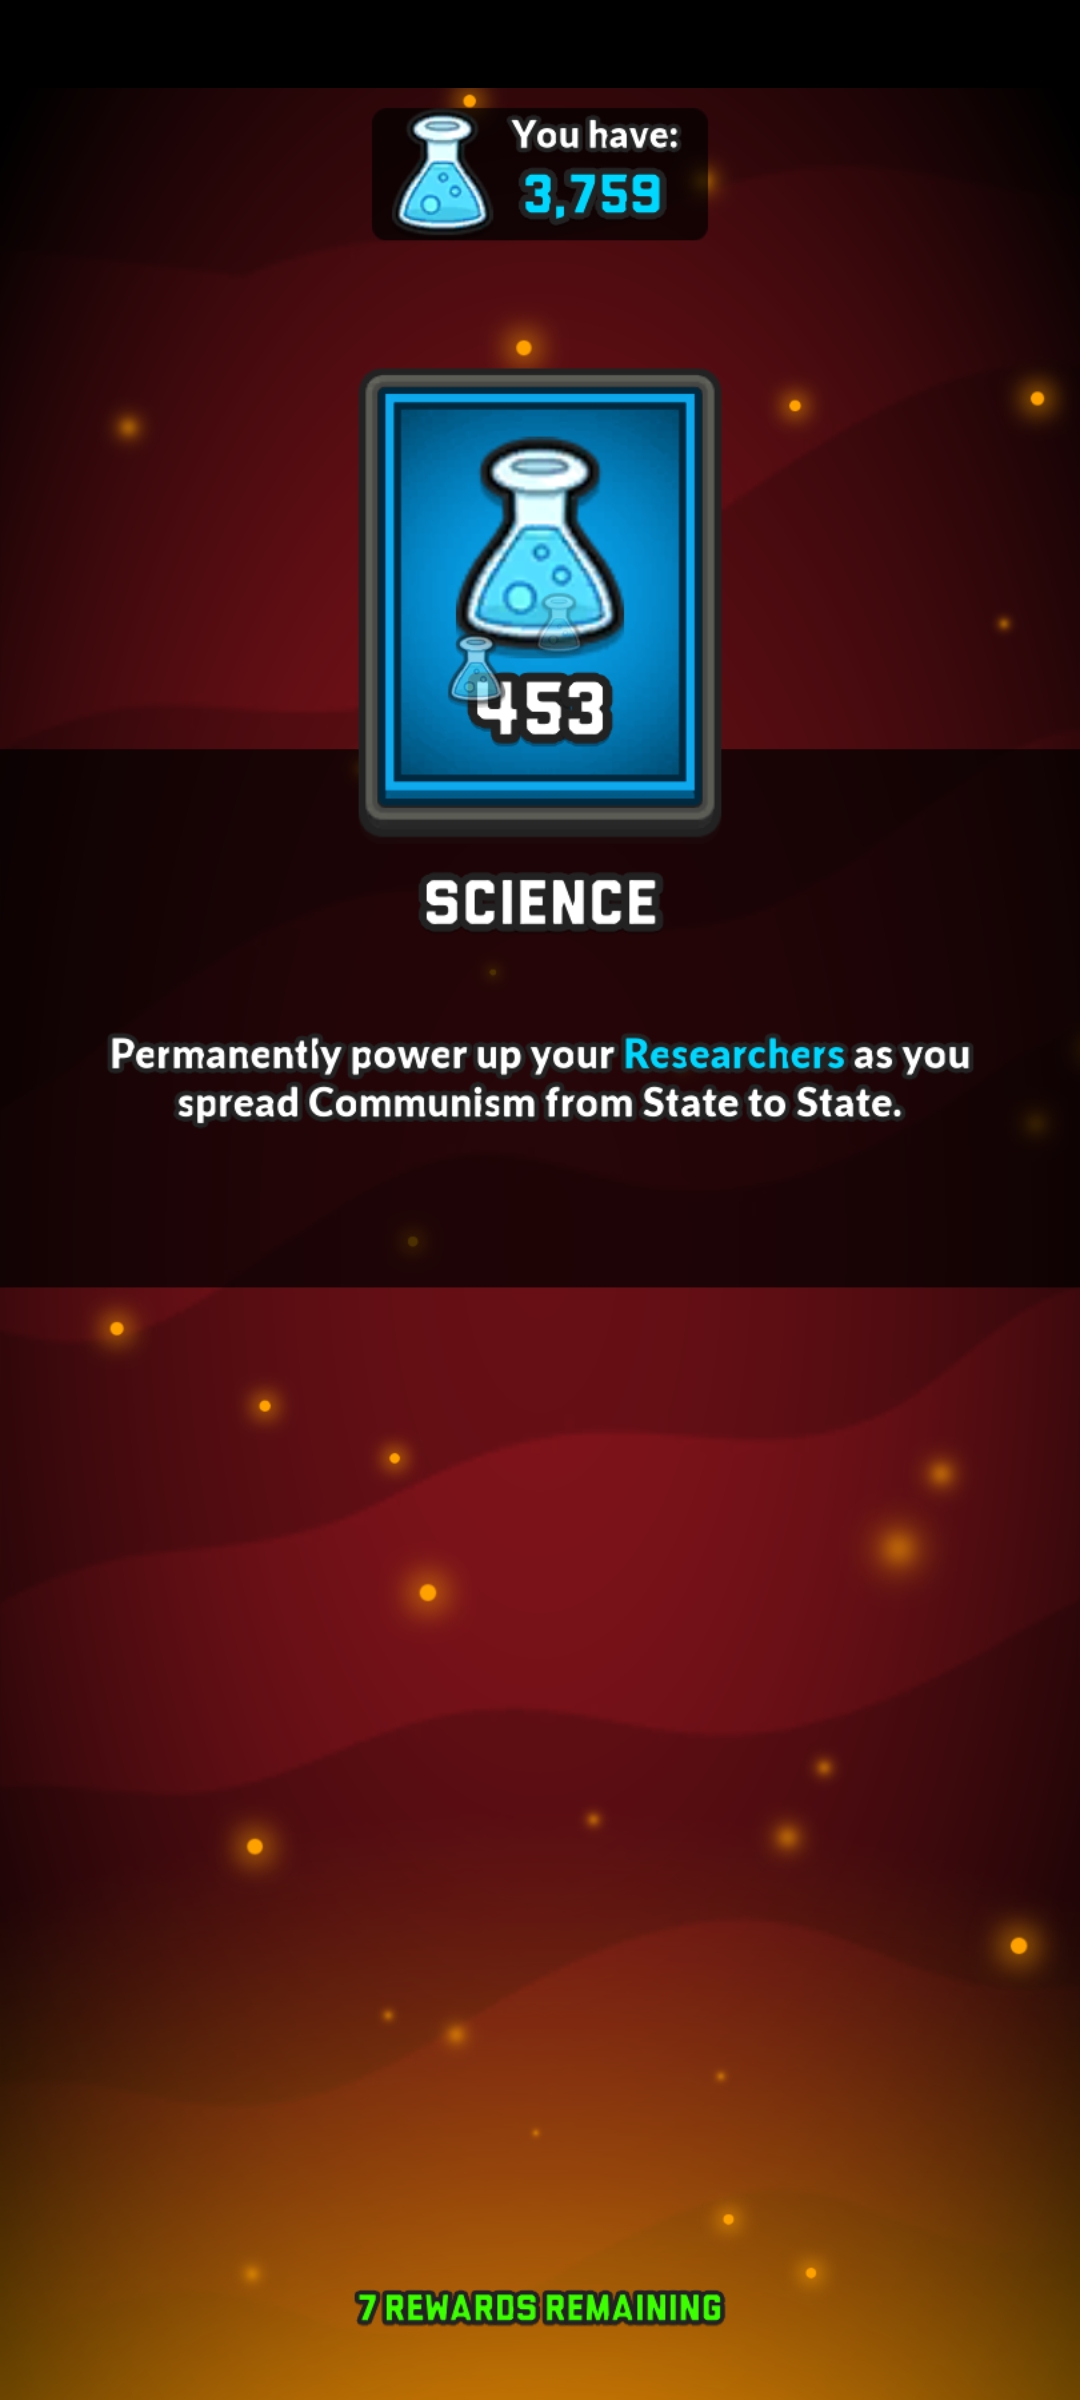 You have:
3,759
453
SCIENCE
Permanently power up your Researchers as you
spread Communism from State to State.
7 REWARDS REMAINING